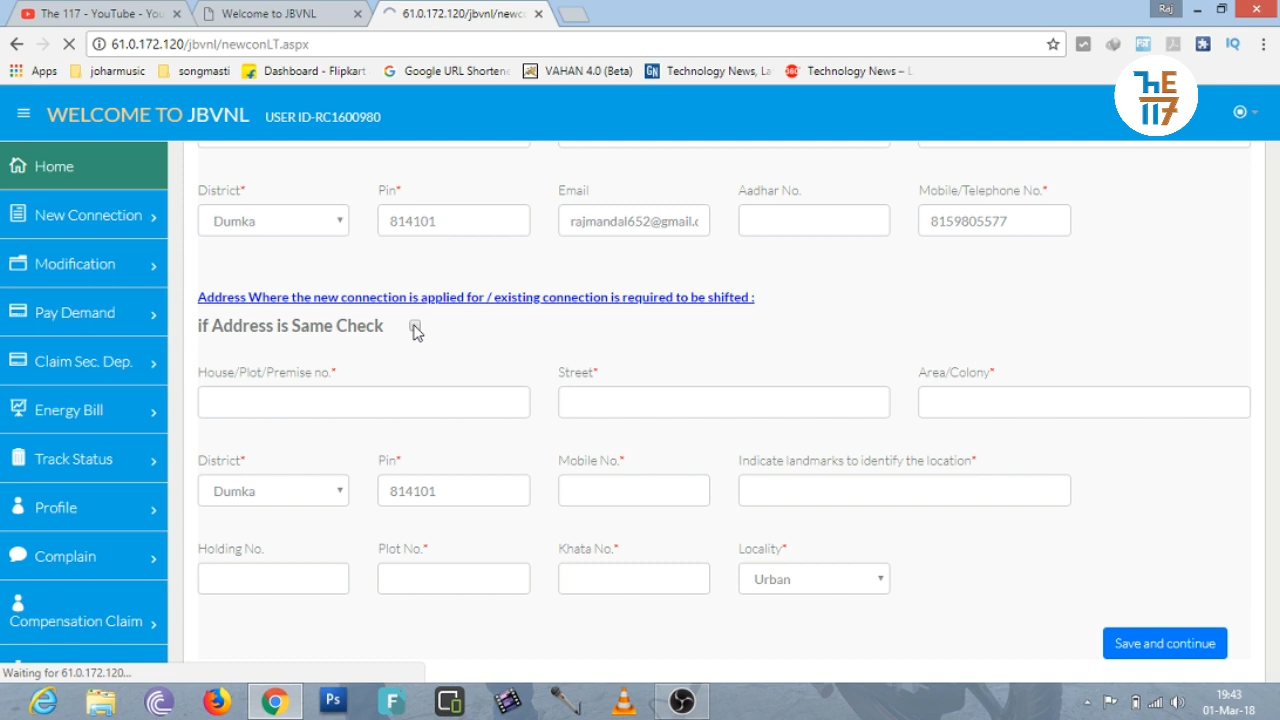 The 117 - YouTube - You
Welcome to JBVNL
61.0.172.120/jbvnl/newco
Raj
61.0.172.120/jbvnl/newconLT.aspx
Apps
joharmusic
songmasti
Dashboard - Flipkart
Google URL Shortene
VAHAN 4.0 (Beta)
Technology News, La
Technology News – L
WELCOME TO JBVNL
USER ID-RC1600980
hE
117
Home
New Connection
Modification
Pay Demand
Claim Sec. Dep.
Energy Bill
Track Status
Profile
Complain
Compensation Claim
District*
Pin*
Email
Aadhar No.
Mobile/Telephone No.*
Dumka
814101
rajmandal652@gmail.c
8159805577
Address Where the new connection is applied for / existing connection is required to be shifted :
if Address is Same Check
House/Plot/Premise no.*
Street*
Area/Colony*
District*
Pin*
Mobile No.*
Indicate landmarks to identify the location*
Dumka
814101
Holding No.
Plot No.*
Khata No.*
Locality*
Urban
Save and continue
Waiting for 61.0.172.120...
Ps
19:43
01-Mar-18